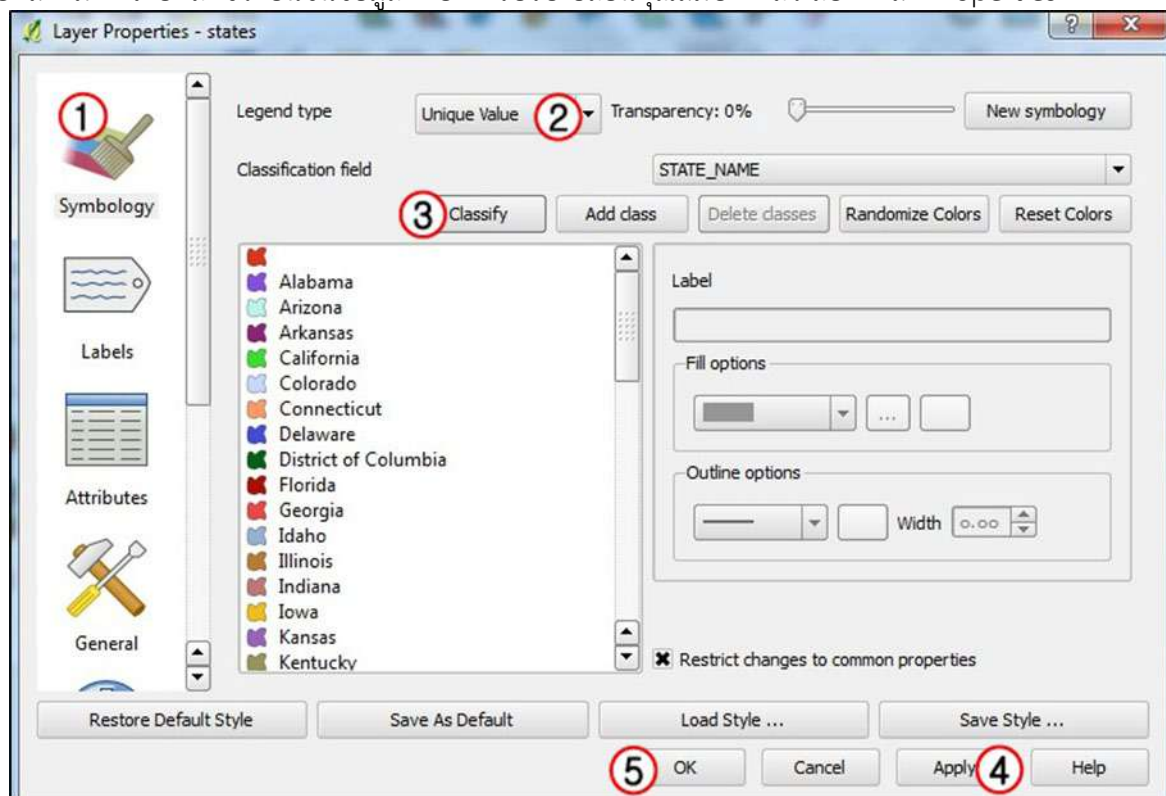 Layer Properties - states
1
Symbology
Labels
Attributes
General
Legend type
Unique Value 2
Transparency: 0%
New symbology
Classification field
STATE_NAME
3 Classify
Add class
Delete classes
Randomize Colors
Reset Colors
Alabama
Arizona
Arkansas
California
Colorado
Connecticut
Delaware
District of Columbia
Florida
Georgia
Idaho
Illinois
Indiana
Iowa
Kansas
Kentucky
Label
Fill options
...
Outline options
Width 0.00
Restrict changes to common properties
Restore Default Style
Save As Default
Load Style ...
Save Style ...
5 OK
Cancel
Apply 4
Help